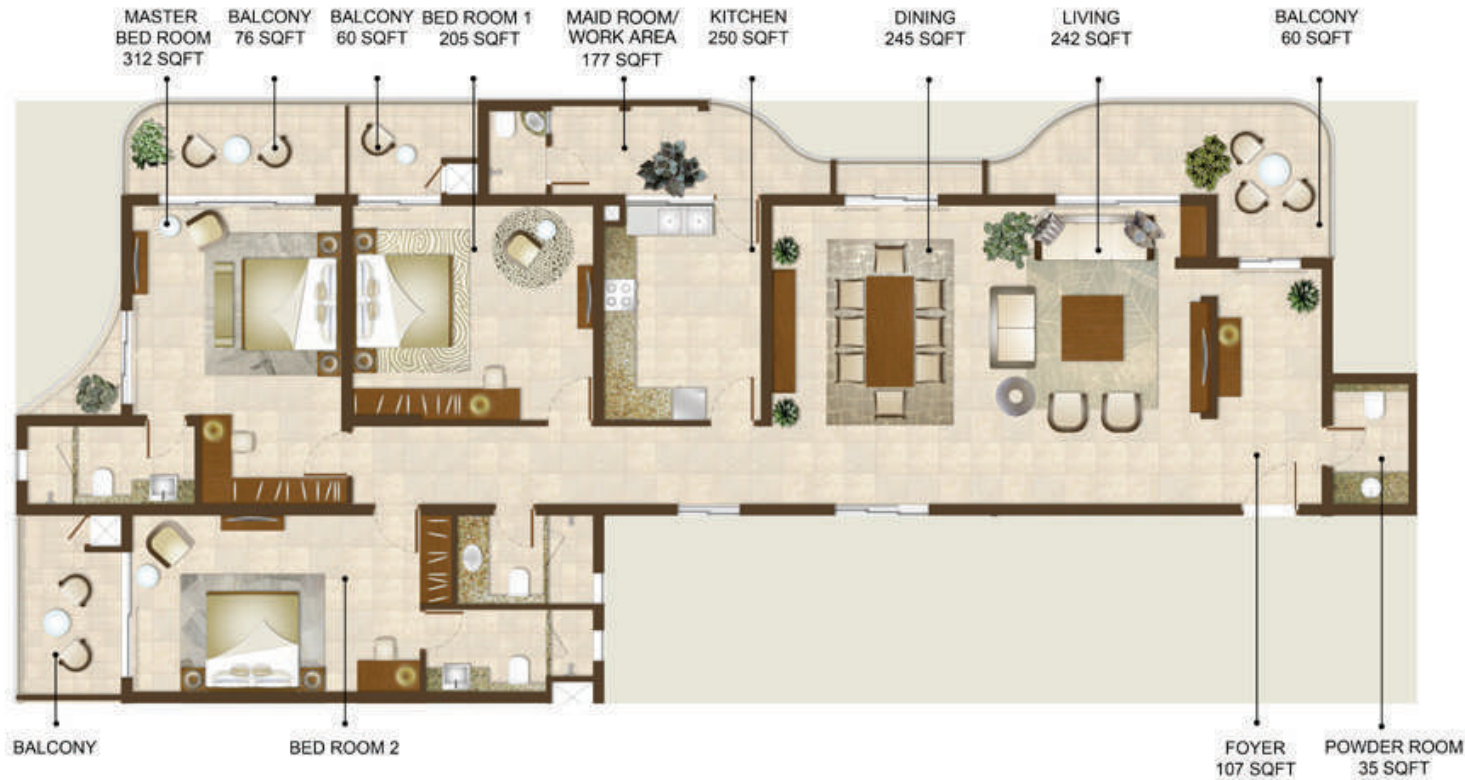 MASTER
BED ROOM
312 SQFT
BALCONY
76 SQFT
BALCONY
60 SQFT
BED ROOM 1
205 SQFT
MAID ROOM/
WORK AREA
177 SQFT
KITCHEN
250 SQFT
DINING
245 SQFT
LIVING
242 SQFT
BALCONY
60 SQFT
BALCONY
BED ROOM 2
FOYER
107 SQFT
POWDER ROOM
35 SQFT